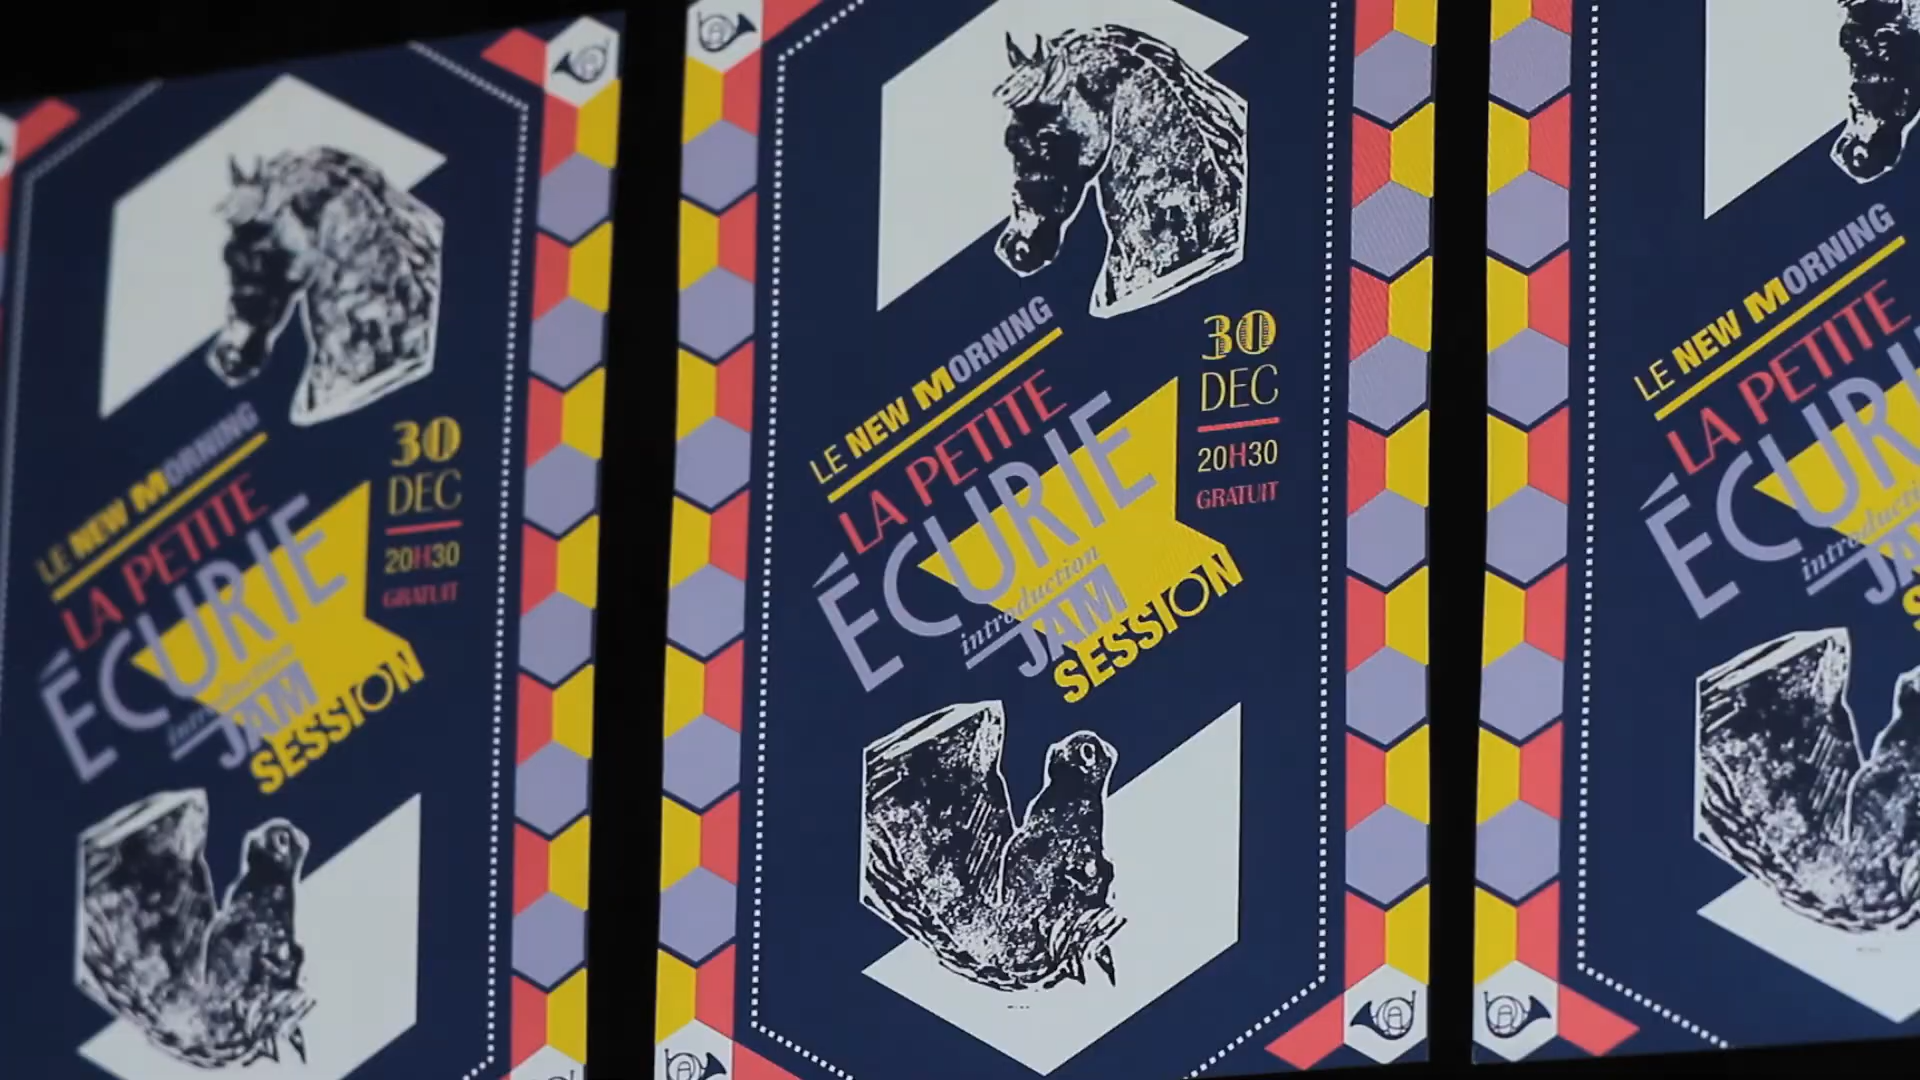 LE NEW MORNING
LA PETITE
ÉCURIE
introduction
JAM
SESSION
30
DEC
20H30
GRATUIT
LE NEW MORNING
LA PETITE
ÉCURIE
introduction
JAM
SESSION
30
DEC
20H30
GRATUIT
LE NEW MORNING
LA PETITE